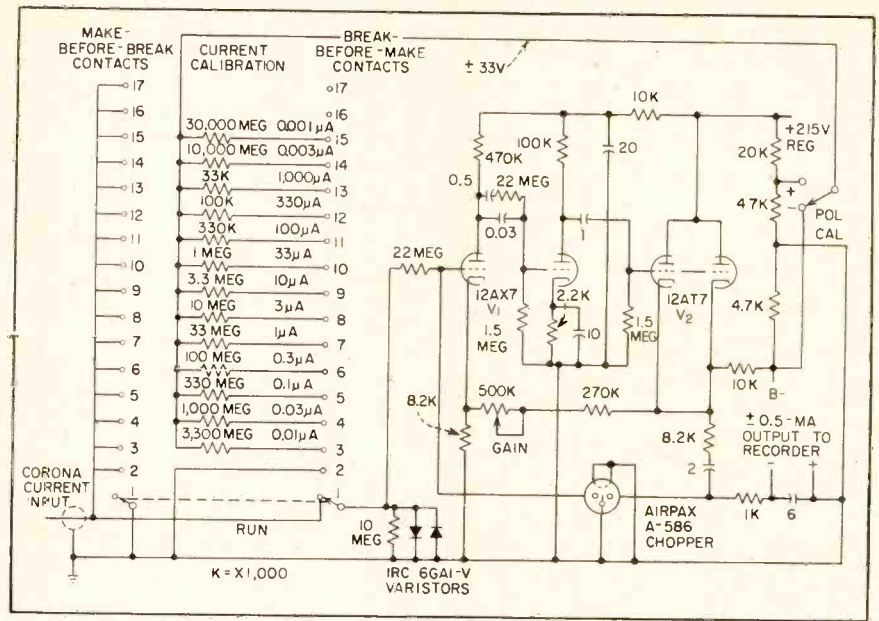 MAKE-
BEFORE-BREAK
CONTACTS
CURRENT
CALIBRATION
BREAK-
BEFORE-MAKE
CONTACTS
± 33V
17
17
16
16
30,000 MEG 0.001µA
15
15
10,000 MEG 0.003µA
14
14
33K 1,000µA
13
13
100K 330µA
12
12
330K 100µA
11
11
1 MEG 33µA
10
10
3.3 MEG 10µA
9
9
10 MEG 3µA
8
8
33 MEG 1µA
7
7
100 MEG 0.3µA
6
6
330 MEG 0.1µA
5
5
1,000 MEG 0.03µA
4
4
3,300 MEG 0.01µA
3
3
2
2
1
1
CORONA
CURRENT
INPUT
RUN
K = X1,000
10
MEG
IRC 6GA1-V
VARISTORS
22 MEG
470K
100K
20
10K
+215V
REG
20K
0.5
22 MEG
0.03
1
+
-
4.7K
POL
CAL
12AX7
V1
2.2K
10
1.5
MEG
1.5
MEG
12AT7
V2
4.7K
10K
B-
8.2K
500K
GAIN
270K
8.2K
2
± 0.5-MA
OUTPUT TO
RECORDER
- +
1K
6
AIRPAX
A-586
CHOPPER